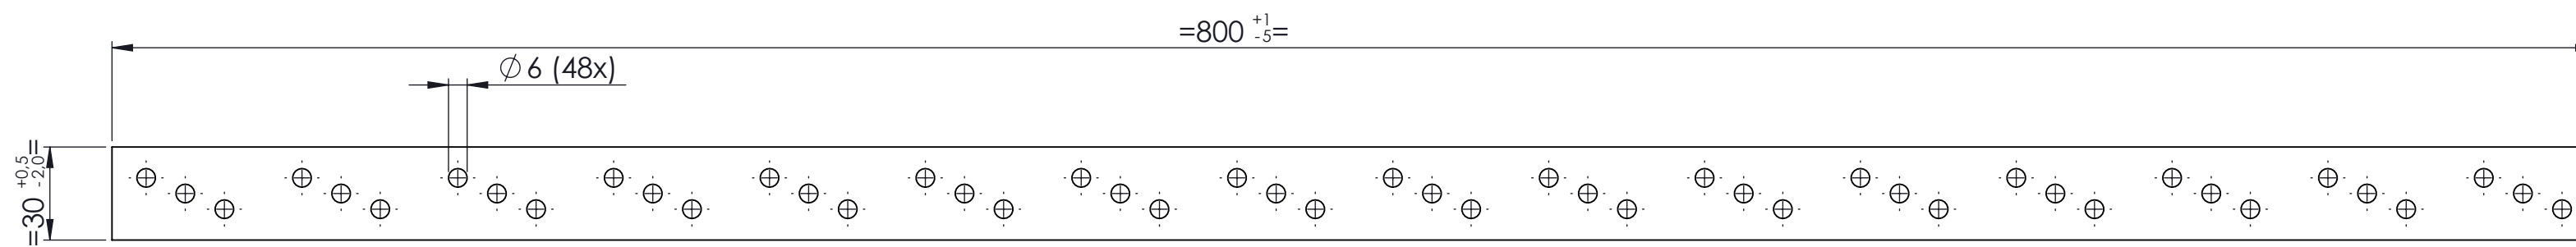 =800 +1 -5=
⌀6 (48x)
=30 +0,5 -2,0=